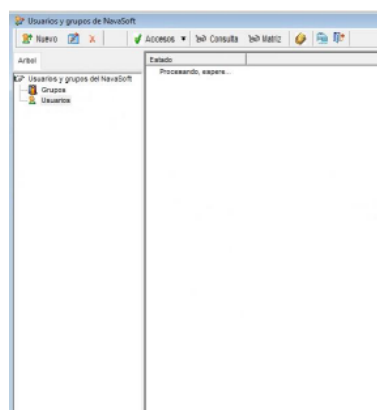 Usuarios y grupos de NavaSoft
Nuevo Accesos Consulta Matriz
Arbol
Estado
Procesando, espere...
Usuarios y grupos del NavaSoft
Grupos
Usuarios